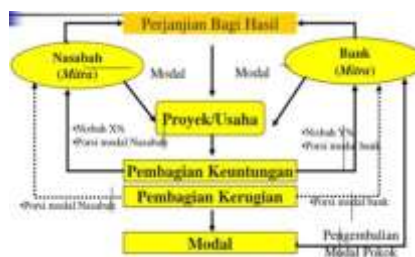 Perjanjian Bagi Hasil
Nasabah
(Mitra)
Bank
(Mitra)
Modal
Modal
Proyek/Usaha
•Nisbah X%
•Porsi modal Nasabah
•Nisbah Y%
•Porsi modal bank
Pembagian Keuntungan
Pembagian Kerugian
•Porsi modal Nasabah
•Porsi modal bank
Modal
Pengembalian
Modal Pokok